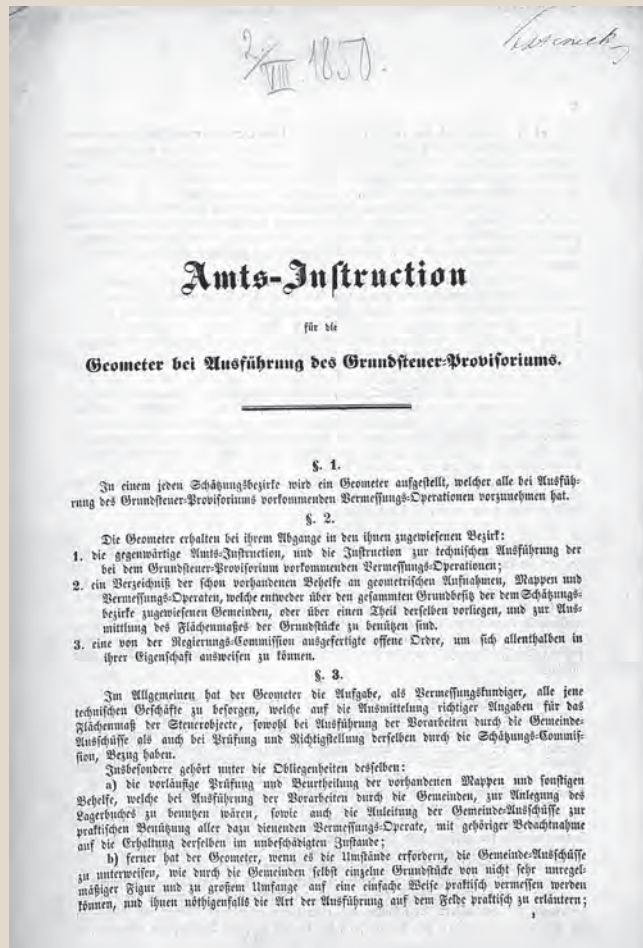 2/VIII. 1850.
Amts-Instruction
für die
Geometer bei Ausführung des Grundsteuer-Provisoriums.
§. 1.
In einem jeden Schätzungsbezirke wird ein Geometer aufgestellt, welcher alle bei Ausfüh-
rung des Grundsteuer-Provisoriums vorkommenden Vermessungs-Operationen vorzunehmen hat.
§. 2.
Die Geometer erhalten bei ihrem Abgange in den ihnen zugewiesenen Bezirk:
1. die gegenwärtige Amts-Instruction, und die Instruction zur technischen Ausführung der
bei dem Grundsteuer-Provisorium vorkommenden Vermessungs-Operationen;
2. ein Verzeichniß der schon vorhandenen Behelfe an geometrischen Aufnahmen, Mappen und
Vermessungs-Operaten, welche entweder über den gesammten Grundbesitz der dem Schätzungs-
bezirke zugewiesenen Gemeinden, oder über einen Theil derselben vorliegen, und zur Aus-
mittlung des Flächenmaßes der Grundstücke zu benützen sind.
3. eine von der Regierungs-Commission ausgefertigte offene Ordre, um sich allenthalben in
ihrer Eigenschaft ausweisen zu können.
§. 3.
Im Allgemeinen hat der Geometer die Aufgabe, als Vermessungskundiger, alle jene
technischen Geschäfte zu besorgen, welche auf die Ausmittelung richtiger Angaben für das
Flächenmaß der Steuerobjecte, sowohl bei Ausführung der Vorarbeiten durch die Gemeinde-
Ausschüsse als auch bei Prüfung und Richtigstellung derselben durch die Schätzungs-Commis-
sion, Bezug haben.
Insbesondere gehört unter die Obliegenheiten desselben:
a) die vorläufige Prüfung und Beurtheilung der vorhandenen Mappen und sonstigen
Behelfe, welche bei Ausführung der Vorarbeiten durch die Gemeinden, zur Anlegung des
Lagerbuches zu benutzen wären, sowie auch die Anleitung der Gemeinde-Ausschüsse zur
praktischen Benützung aller dazu dienenden Vermessungs-Operate, mit gehöriger Bedachtnahme
auf die Erhaltung derselben im unbeschädigten Zustande;
b) ferner hat der Geometer, wenn es die Umstände erfordern, die Gemeinde-Ausschüsse
zu unterweisen, wie durch die Gemeinden selbst einzelne Grundstücke von nicht sehr unregel-
mäßiger Figur und zu großem Umfange auf eine einfache Weise praktisch vermessen werden
können, und ihnen nöthigenfalls die Art der Ausführung auf dem Felde praktisch zu erläutern;